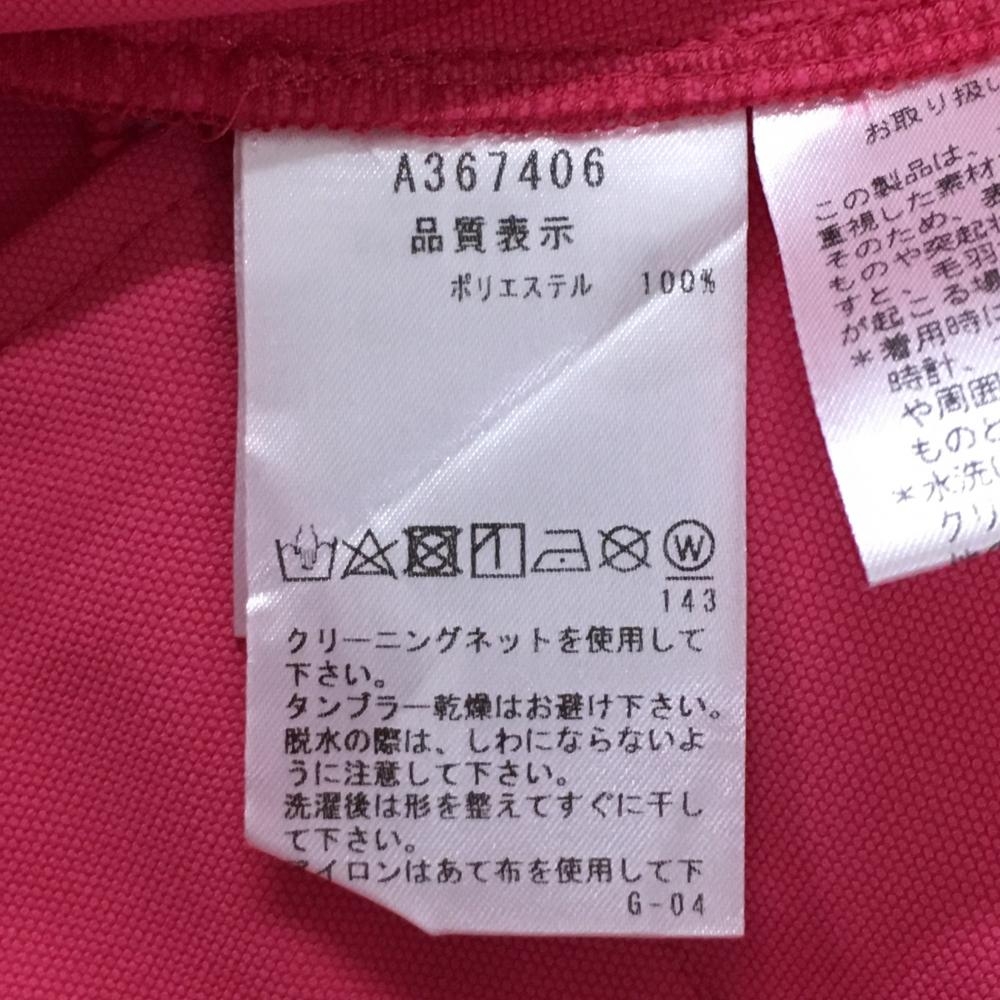 A367406
品質表示
ポリエステル 100%
W
143
クリーニングネットを使用して
下さい。
タンブラー乾燥はお避け下さい。
脱水の際は、しわにならないよ
うに注意して下さい。
洗濯後は形を整えてすぐに干し
て下さい。
アイロンはあて布を使用して下
G-04
お取り扱い
この製品は、
重視した素材
そのため、表
ものや突起
すと、毛羽
が起こる場
*着用時に
時計、
や周囲
ものと
*水洗い
クリ